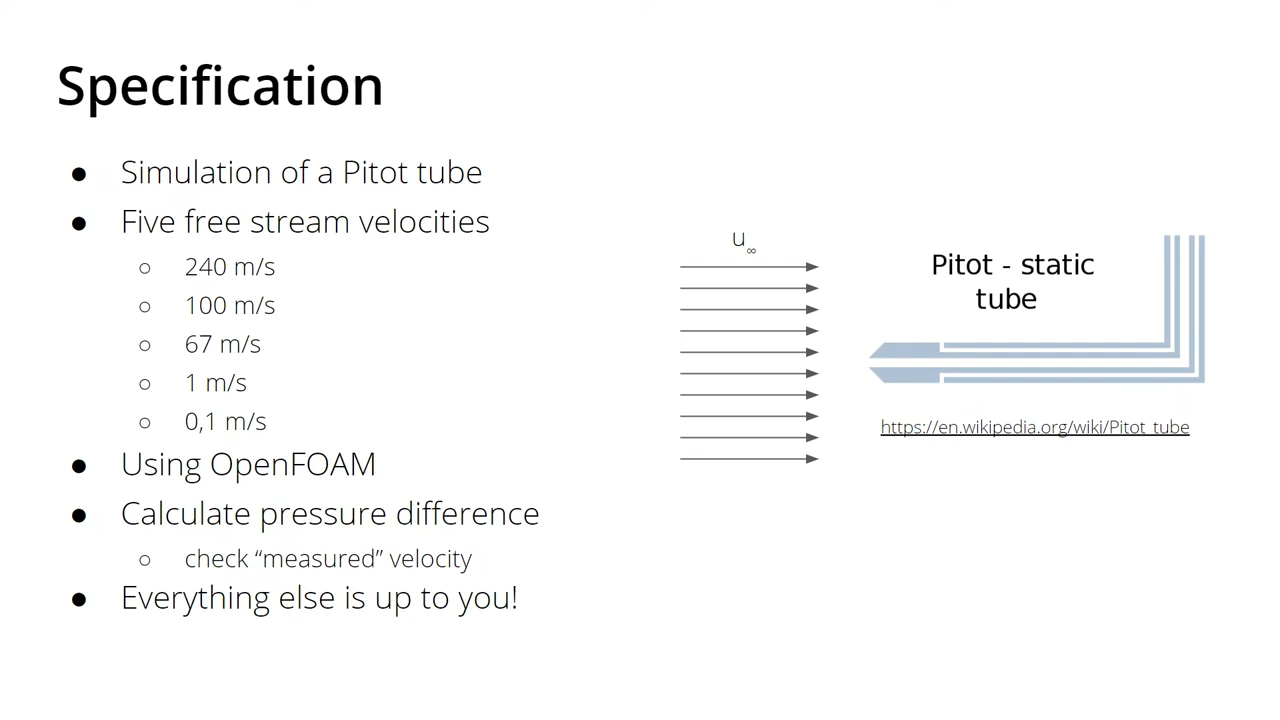 Specification
● Simulation of a Pitot tube
● Five free stream velocities
○ 240 m/s
○ 100 m/s
○ 67 m/s
○ 1 m/s
○ 0,1 m/s
● Using OpenFOAM
● Calculate pressure difference
○ check “measured” velocity
● Everything else is up to you!
u∞
Pitot - static
tube
https://en.wikipedia.org/wiki/Pitot_tube